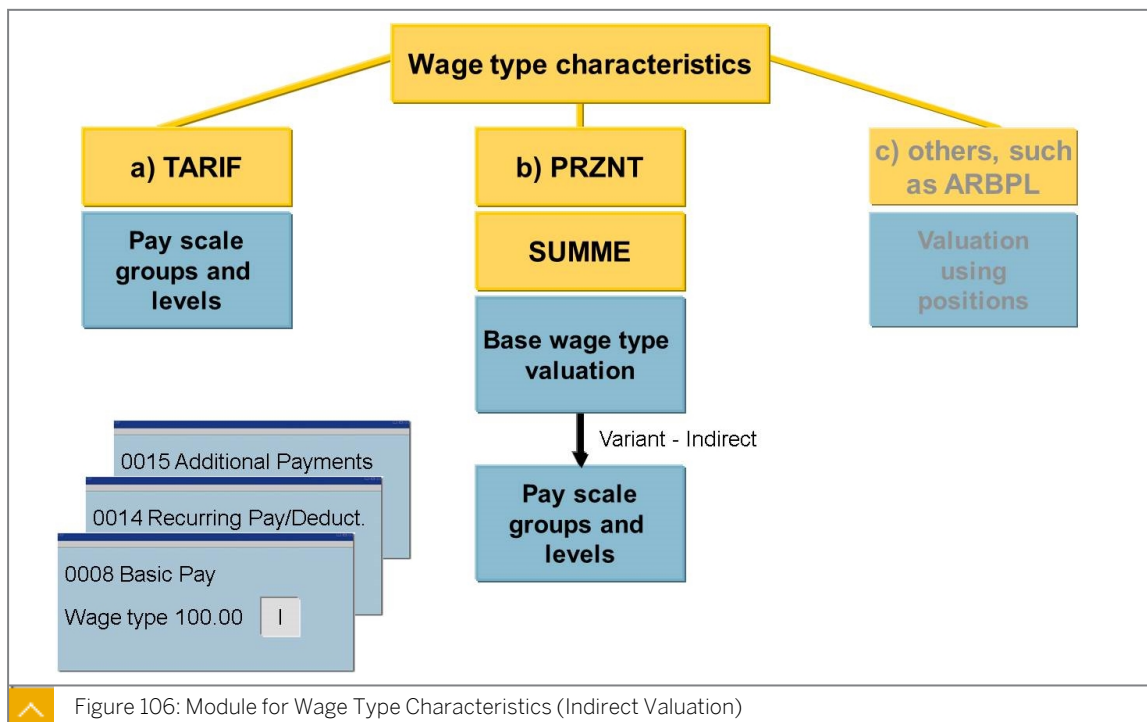 Wage type characteristics
a) TARIF
Pay scale
groups and
levels
b) PRZNT
SUMME
Base wage type
valuation
Variant - Indirect
Pay scale
groups and
levels
c) others, such
as ARBPL
Valuation
using
positions
0015 Additional Payments
0014 Recurring Pay/Deduct.
0008 Basic Pay
Wage type 100.00 I
Figure 106: Module for Wage Type Characteristics (Indirect Valuation)